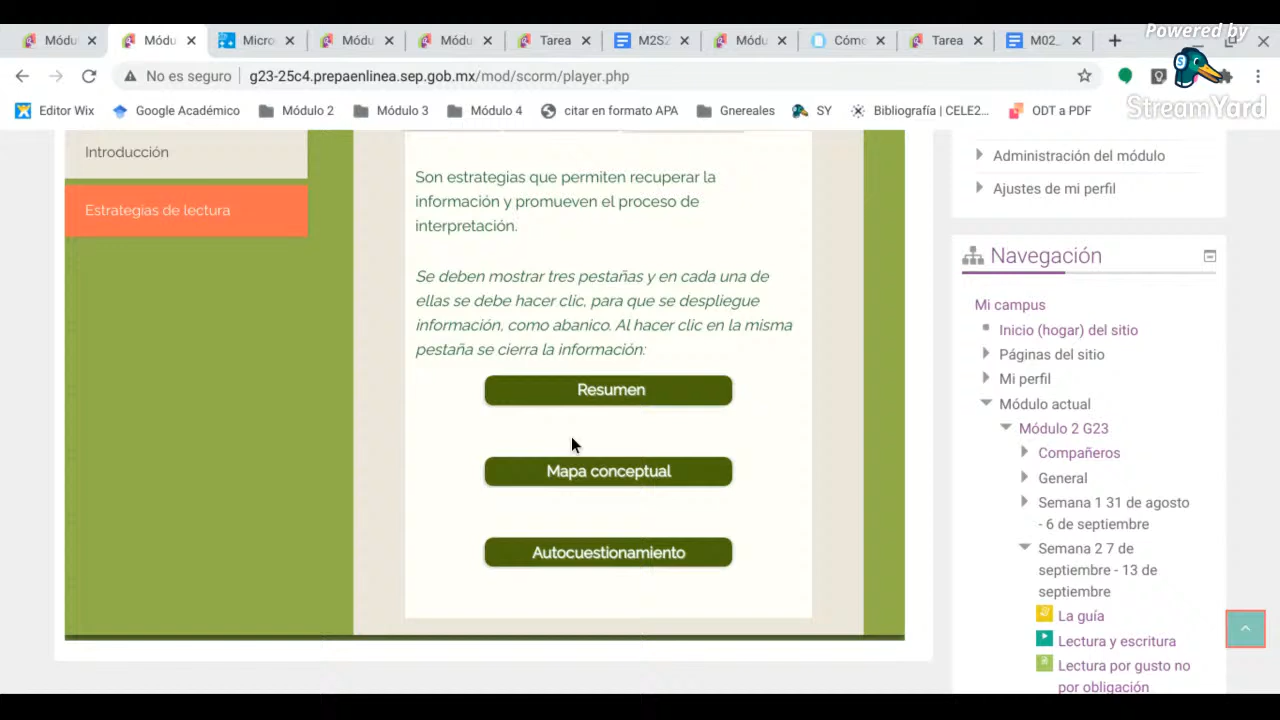 Powered by
StreamYard
Módu
Módu
Micro
Módu
Módu
Tarea
M2S2
Módu
Cómo
Tarea
M02_
No es seguro
g23-25c4.prepaenlinea.sep.gob.mx/mod/scorm/player.php
Editor Wix
Google Académico
Módulo 2
Módulo 3
Módulo 4
citar en formato APA
Gnereales
SY
Bibliografía | CELE2...
ODT a PDF
Introducción
Estrategias de lectura
Son estrategias que permiten recuperar la
información y promueven el proceso de
interpretación.
Se deben mostrar tres pestañas y en cada una de
ellas se debe hacer clic, para que se despliegue
información, como abanico. Al hacer clic en la misma
pestaña se cierra la información:
Resumen
Mapa conceptual
Autocuestionamiento
Administración del módulo
Ajustes de mi perfil
Navegación
Mi campus
Inicio (hogar) del sitio
Páginas del sitio
Mi perfil
Módulo actual
Módulo 2 G23
Compañeros
General
Semana 1 31 de agosto
- 6 de septiembre
Semana 2 7 de
septiembre - 13 de
septiembre
La guía
Lectura y escritura
Lectura por gusto no
por obligación